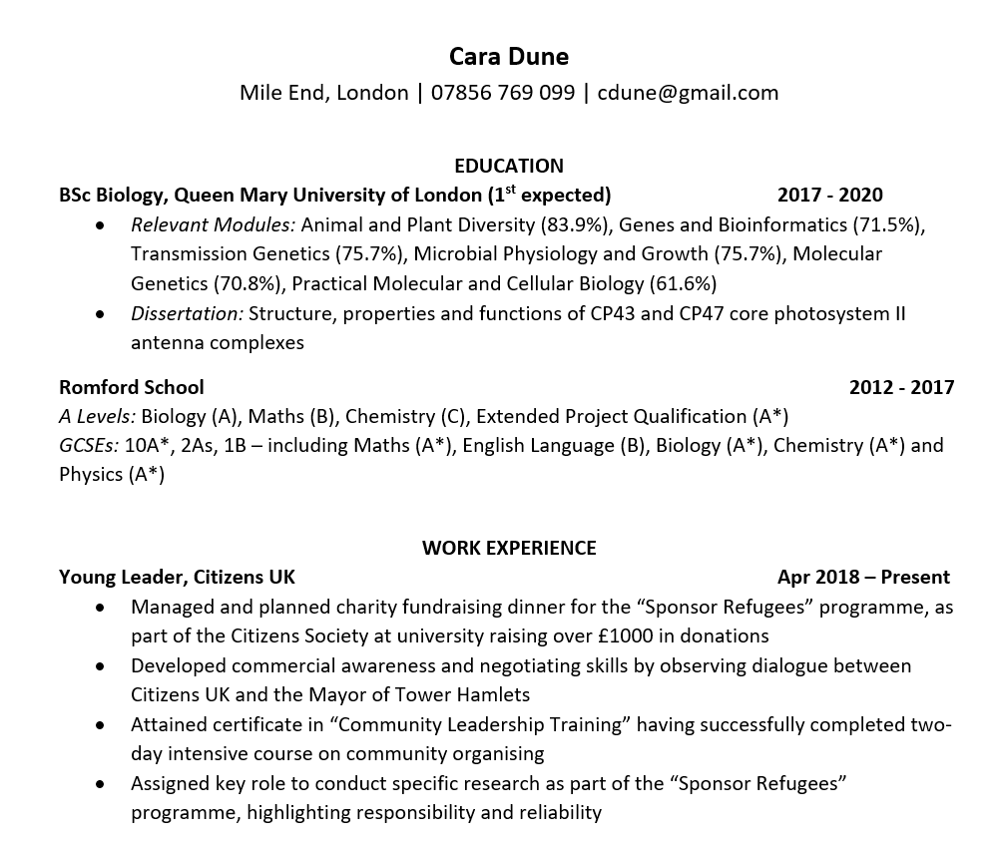 Cara Dune
Mile End, London | 07856 769 099 | cdune@gmail.com
EDUCATION
BSc Biology, Queen Mary University of London (1st expected) 2017 - 2020
• Relevant Modules: Animal and Plant Diversity (83.9%), Genes and Bioinformatics (71.5%),
Transmission Genetics (75.7%), Microbial Physiology and Growth (75.7%), Molecular
Genetics (70.8%), Practical Molecular and Cellular Biology (61.6%)
• Dissertation: Structure, properties and functions of CP43 and CP47 core photosystem II
antenna complexes
Romford School 2012 - 2017
A Levels: Biology (A), Maths (B), Chemistry (C), Extended Project Qualification (A*)
GCSEs: 10A*, 2As, 1B – including Maths (A*), English Language (B), Biology (A*), Chemistry (A*) and
Physics (A*)
WORK EXPERIENCE
Young Leader, Citizens UK Apr 2018 – Present
• Managed and planned charity fundraising dinner for the “Sponsor Refugees” programme, as
part of the Citizens Society at university raising over £1000 in donations
• Developed commercial awareness and negotiating skills by observing dialogue between
Citizens UK and the Mayor of Tower Hamlets
• Attained certificate in “Community Leadership Training” having successfully completed two-
day intensive course on community organising
• Assigned key role to conduct specific research as part of the “Sponsor Refugees”
programme, highlighting responsibility and reliability